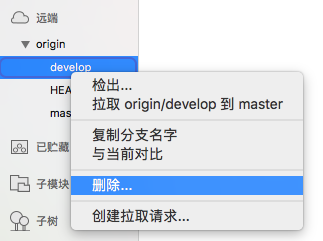 远端
origin
develop
HEA
mas
已贮藏
子模块
子树
检出...
拉取 origin/develop 到 master
复制分支名字
与当前对比
删除...
创建拉取请求...